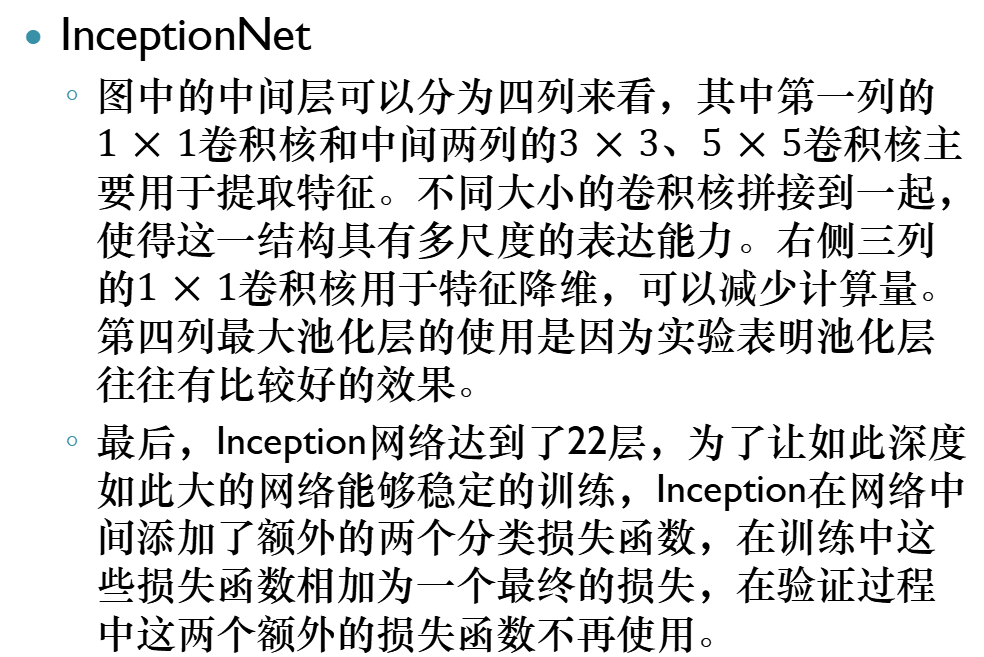 InceptionNet
图中的中间层可以分为四列来看，其中第一列的
1 × 1卷积核和中间两列的3 × 3、5 × 5卷积核主
要用于提取特征。不同大小的卷积核拼接到一起，
使得这一结构具有多尺度的表达能力。右侧三列
的1 × 1卷积核用于特征降维，可以减少计算量。
第四列最大池化层的使用是因为实验表明池化层
往往有比较好的效果。
最后，Inception网络达到了22层，为了让如此深度
如此大的网络能够稳定的训练，Inception在网络中
间添加了额外的两个分类损失函数，在训练中这
些损失函数相加为一个最终的损失，在验证过程
中这两个额外的损失函数不再使用。